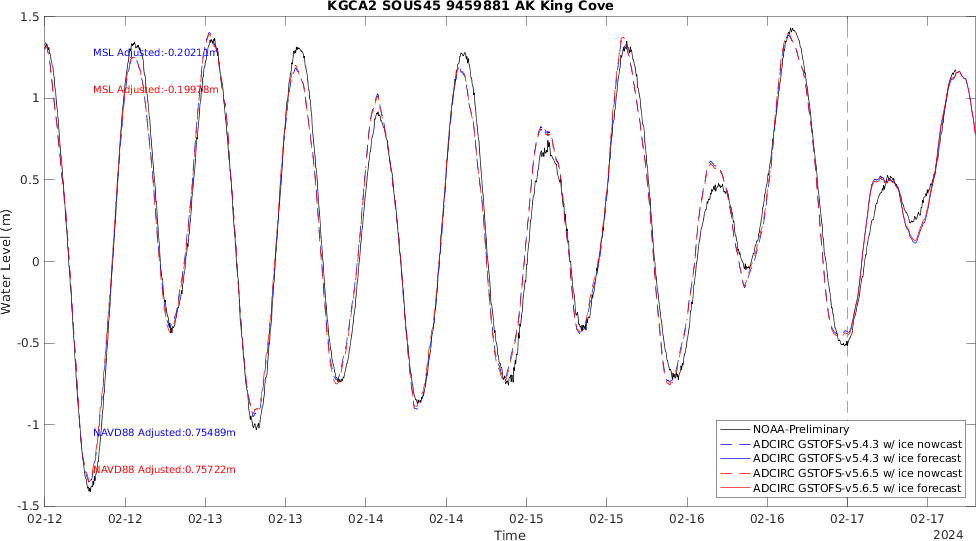 KGCA2 SOUS45 9459881 AK King Cove
1.5
1
0.5
0
-0.5
-1
-1.5
Water Level (m)
MSL Adjusted:-0.20211m
MSL Adjusted:-0.19978m
NAVD88 Adjusted:0.75489m
NAVD88 Adjusted:0.75722m
NOAA-Preliminary
ADCIRC GSTOFS-v5.4.3 w/ ice nowcast
ADCIRC GSTOFS-v5.4.3 w/ ice forecast
ADCIRC GSTOFS-v5.6.5 w/ ice nowcast
ADCIRC GSTOFS-v5.6.5 w/ ice forecast
02-12 02-12 02-13 02-13 02-14 02-14 02-15 02-15 02-16 02-16 02-17 02-17
Time
2024